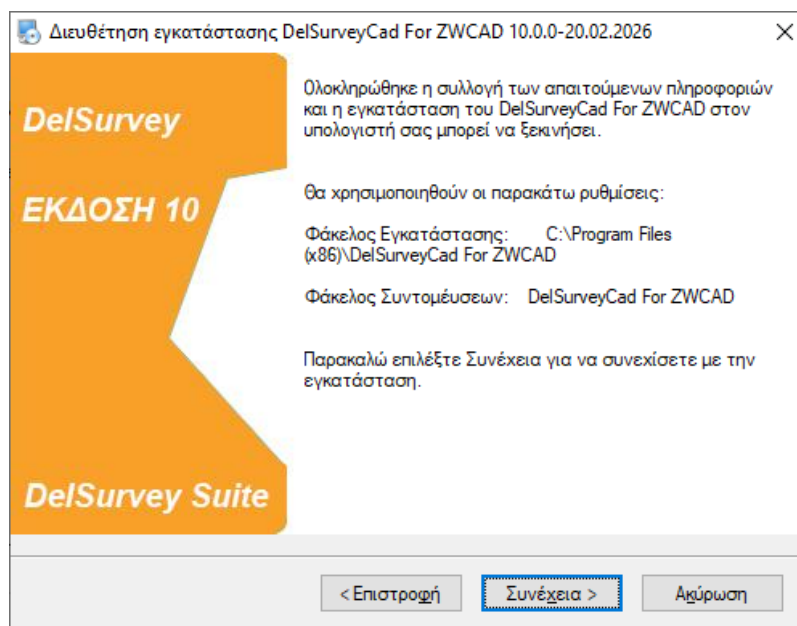 Διευθέτηση εγκατάστασης DelSurveyCad For ZWCAD 10.0.0-20.02.2026
DelSurvey
ΕΚΔΟΣΗ 10
DelSurvey Suite
Ολοκληρώθηκε η συλλογή των απαιτούμενων πληροφοριών
και η εγκατάσταση του DelSurveyCad For ZWCAD στον
υπολογιστή σας μπορεί να ξεκινήσει.
Θα χρησιμοποιηθούν οι παρακάτω ρυθμίσεις:
Φάκελος Εγκατάστασης: C:\Program Files
(x86)\DelSurveyCad For ZWCAD
Φάκελος Συντομέυσεων: DelSurveyCad For ZWCAD
Παρακαλώ επιλέξτε Συνέχεια για να συνεχίσετε με την
εγκατάσταση.
< Επιστροφή
Συνέχεια >
Ακύρωση